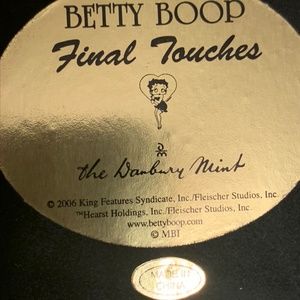 BETTY BOOP
Final Touches
DM
The Danbury Mint
© 2006 King Features Syndicate, Inc./Fleischer Studios, Inc.
™Hearst Holdings, Inc./Fleischer Studios, Inc.
www.bettyboop.com
© MBI
MADE IN
CHINA